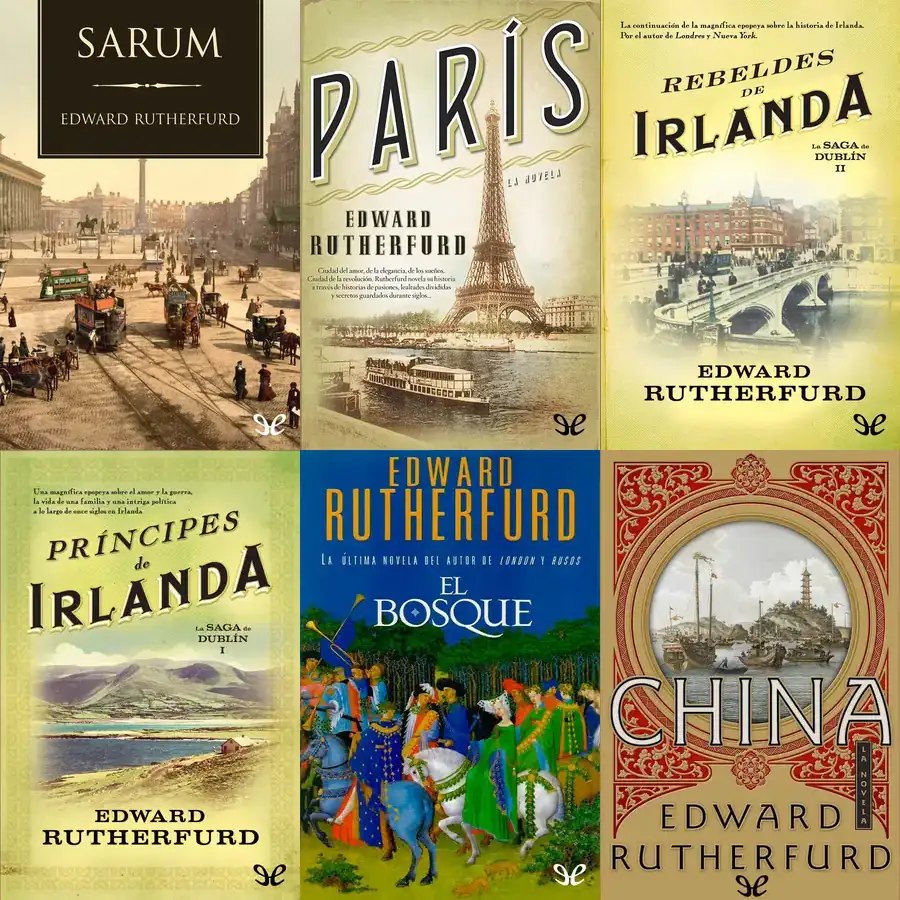 SARUM
EDWARD RUTHERFURD
PARÍS
LA NOVELA
EDWARD
RUTHERFURD
Ciudad del amor, de la elegancia, de los sueños.
Ciudad de la revolución. Rutherfurd novela su historia
a través de historias de pasiones, lealtades divididas
y secretos guardados durante siglos...
La continuación de la magnífica epopeya sobre la historia de Irlanda.
Por el autor de Londres y Nueva York.
REBELDES
DE
IRLANDA
La SAGA de
DUBLÍN
II
EDWARD
RUTHERFURD
Una magnífica epopeya sobre el amor y la guerra,
la vida de una familia y una intriga política
a lo largo de once siglos en Irlanda
PRÍNCIPES
de
IRLANDA
La SAGA de
DUBLÍN
I
EDWARD
RUTHERFURD
EDWARD
RUTHERFURD
LA ÚLTIMA NOVELA DEL AUTOR DE LONDON Y RUSOS
EL
BOSQUE
CHINA
LA NOVELA
EDWARD
RUTHERFURD